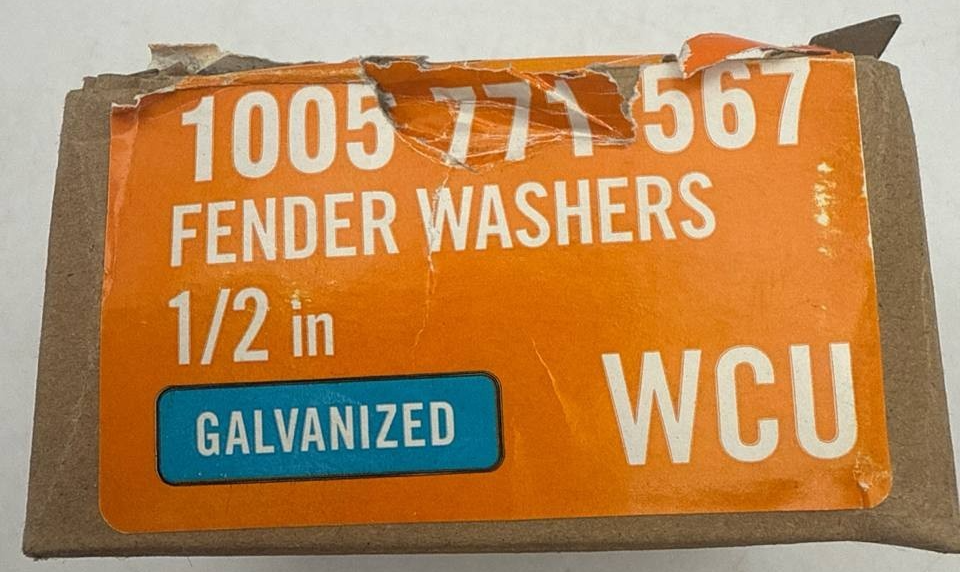 1005 771 567
FENDER WASHERS
1/2 in
GALVANIZED
WCU